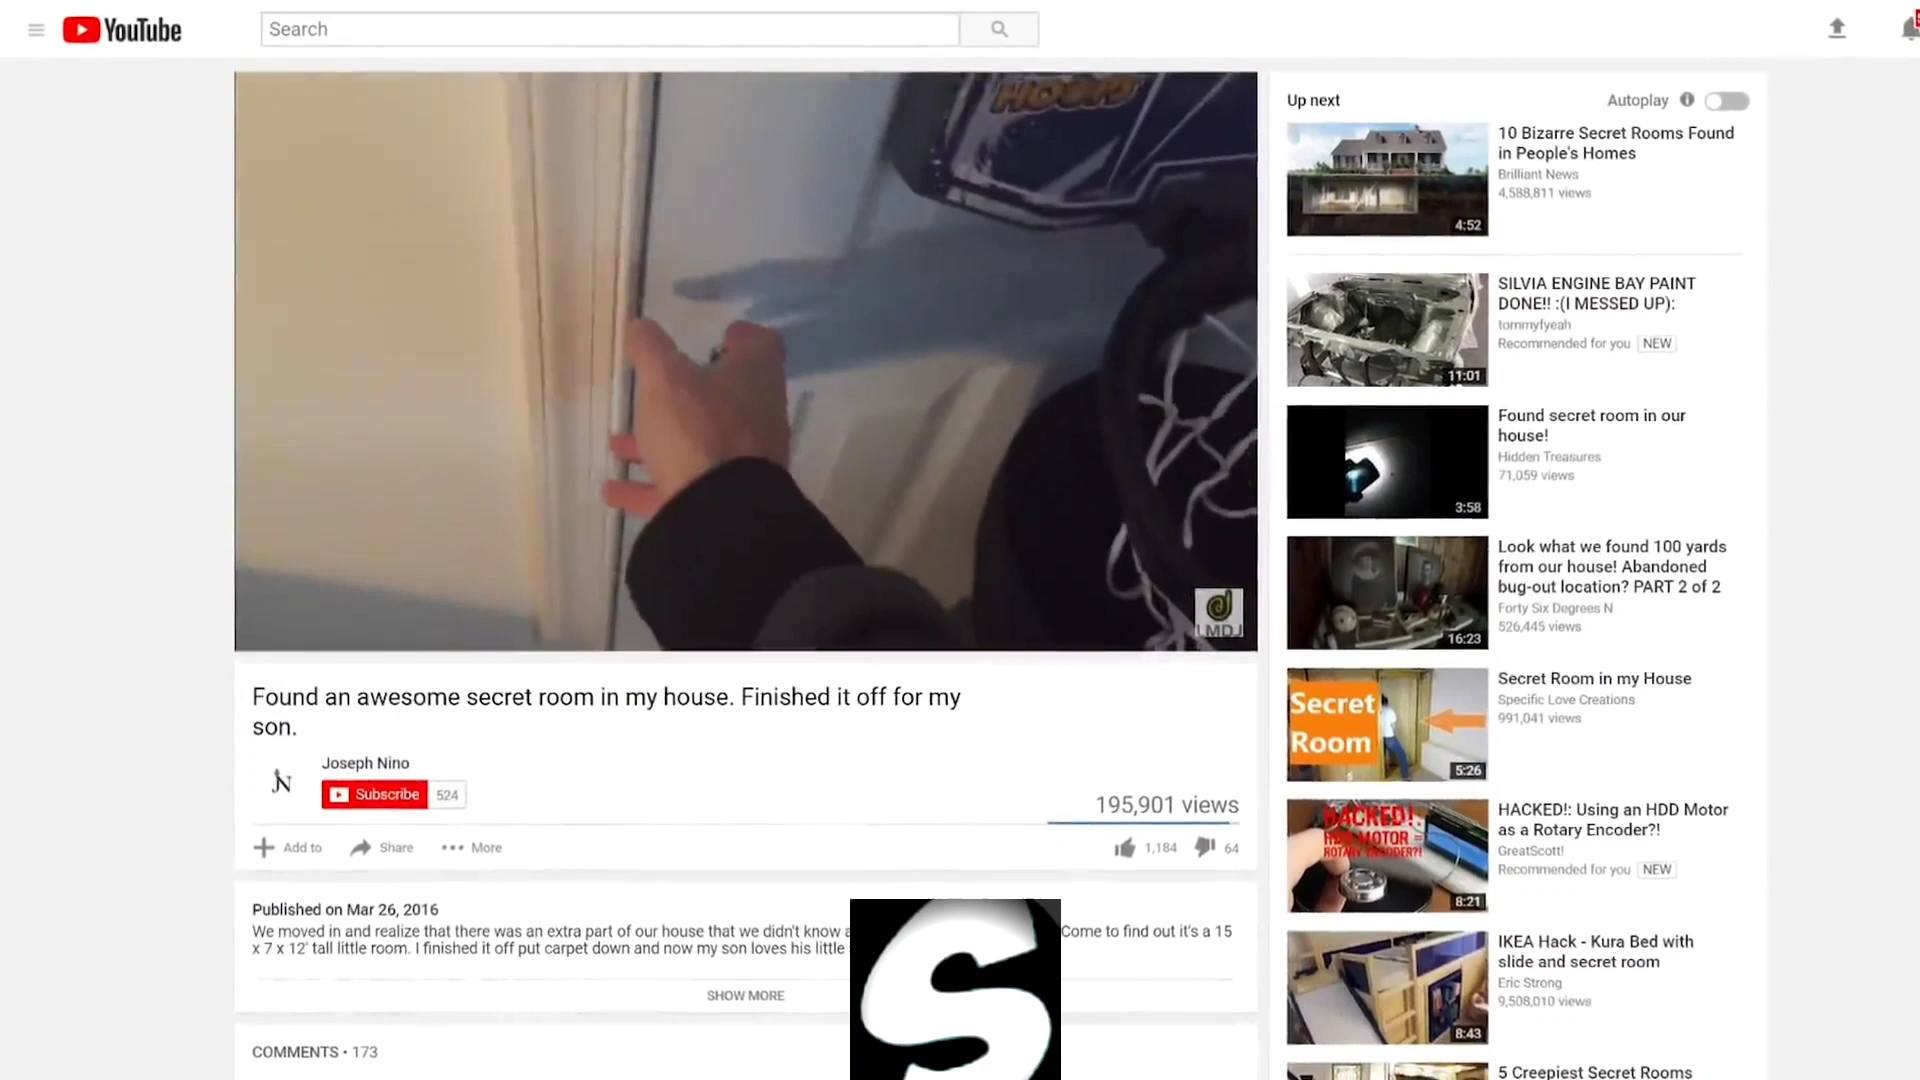 YouTube
Search
HOOPS
LMDJ
Found an awesome secret room in my house. Finished it off for my
son.
Joseph Nino
Subscribe 524
195,901 views
Add to Share More
1,184 64
Published on Mar 26, 2016
We moved in and realize that there was an extra part of our house that we didn't know Come to find out it's a 15
x 7 x 12' tall little room. I finished it off put carpet down and now my son loves his little
SHOW MORE
S
COMMENTS • 173
Up next
Autoplay
10 Bizarre Secret Rooms Found
in People's Homes
Brilliant News
4,588,811 views
4:52
SILVIA ENGINE BAY PAINT
DONE!! :(I MESSED UP):
tommyfyeah
Recommended for you NEW
11:01
Found secret room in our
house!
Hidden Treasures
71,059 views
3:58
Look what we found 100 yards
from our house! Abandoned
bug-out location? PART 2 of 2
Forty Six Degrees N
526,445 views
16:23
Secret
Room
Secret Room in my House
Specific Love Creations
991,041 views
5:26
HACKED!:
HDD MOTOR =
ROTARY ENCODER?!
HACKED!: Using an HDD Motor
as a Rotary Encoder?!
GreatScott!
Recommended for you NEW
8:21
IKEA Hack - Kura Bed with
slide and secret room
Eric Strong
9,508,010 views
8:43
5 Creepiest Secret Rooms